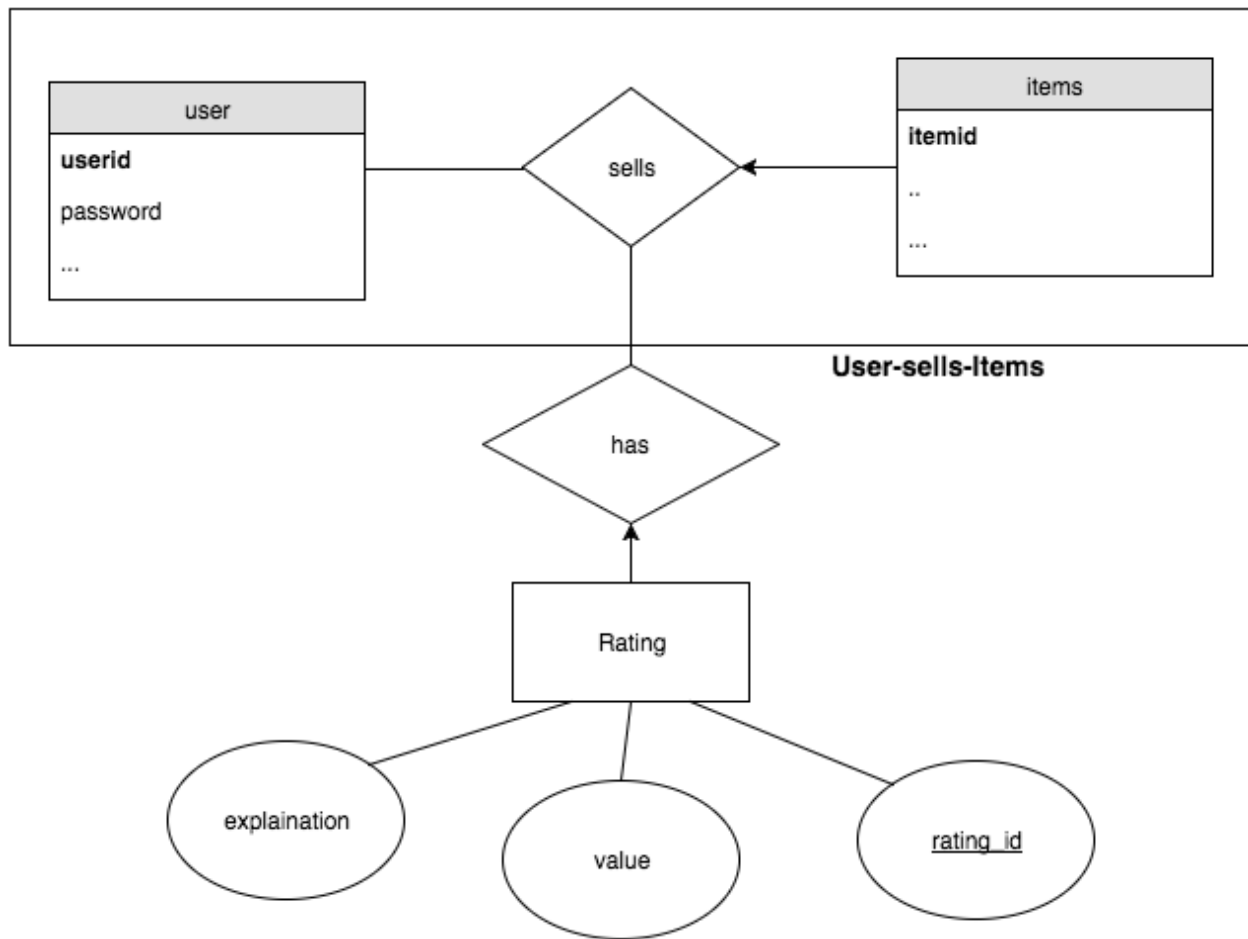 user
userid
password
...
sells
items
itemid
..
...
User-sells-Items
has
Rating
explaination
value
rating_id